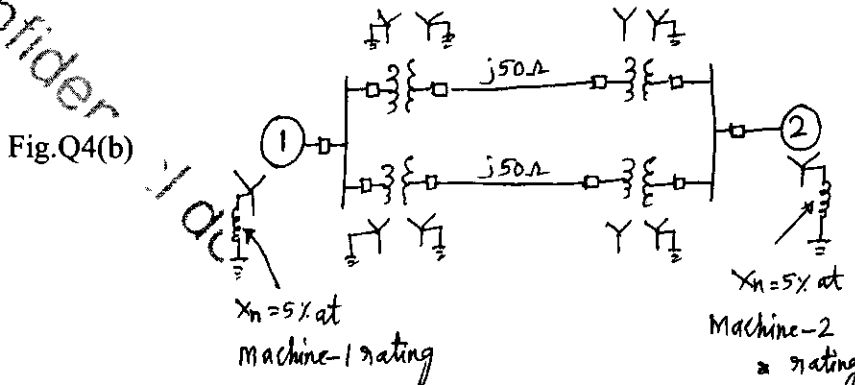 Fig.Q4(b)
j50Ω
j50Ω
1
2
Xn=5% at
Machine-1 rating
Xn=5% at
Machine-2
rating